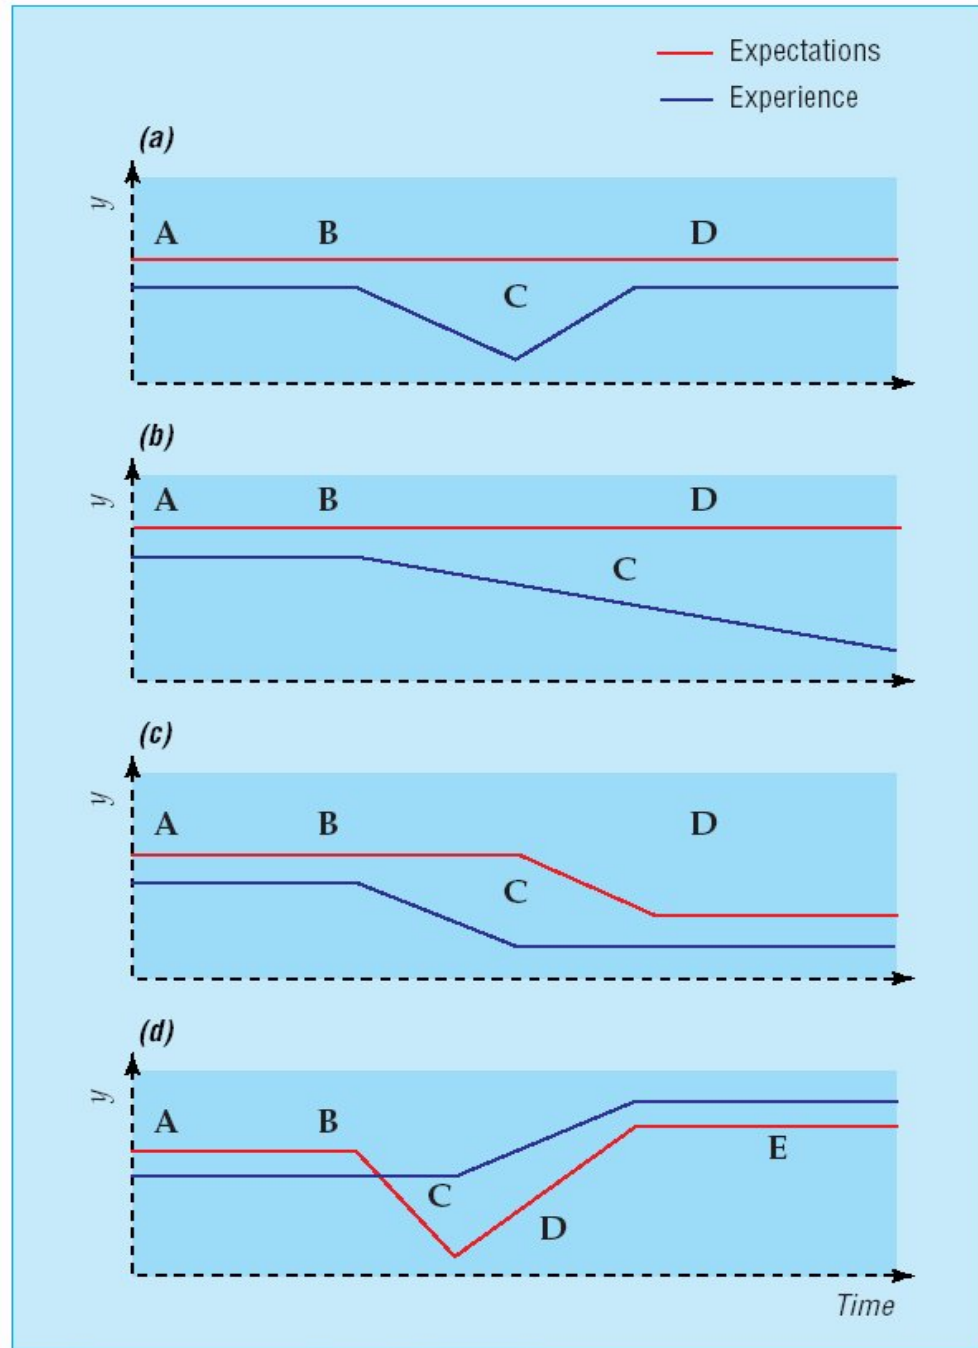 Expectations
Experience
(a)
y
A B D
C
(b)
y
A B D
C
(c)
y
A B D
C
(d)
y
A B
E
C
D
Time